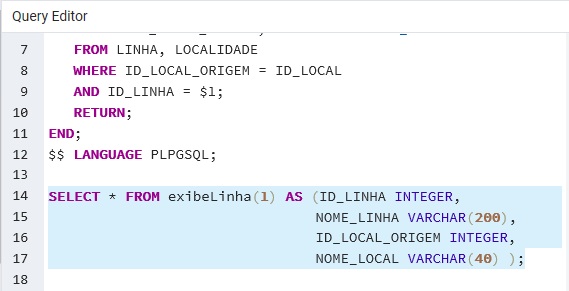 Query Editor
7 FROM LINHA, LOCALIDADE
8 WHERE ID_LOCAL_ORIGEM = ID_LOCAL
9 AND ID_LINHA = $1;
10 RETURN;
11 END;
12 $$ LANGUAGE PLPGSQL;
13
14 SELECT * FROM exibeLinha(1) AS (ID_LINHA INTEGER,
15 NOME_LINHA VARCHAR(200),
16 ID_LOCAL_ORIGEM INTEGER,
17 NOME_LOCAL VARCHAR(40) );
18